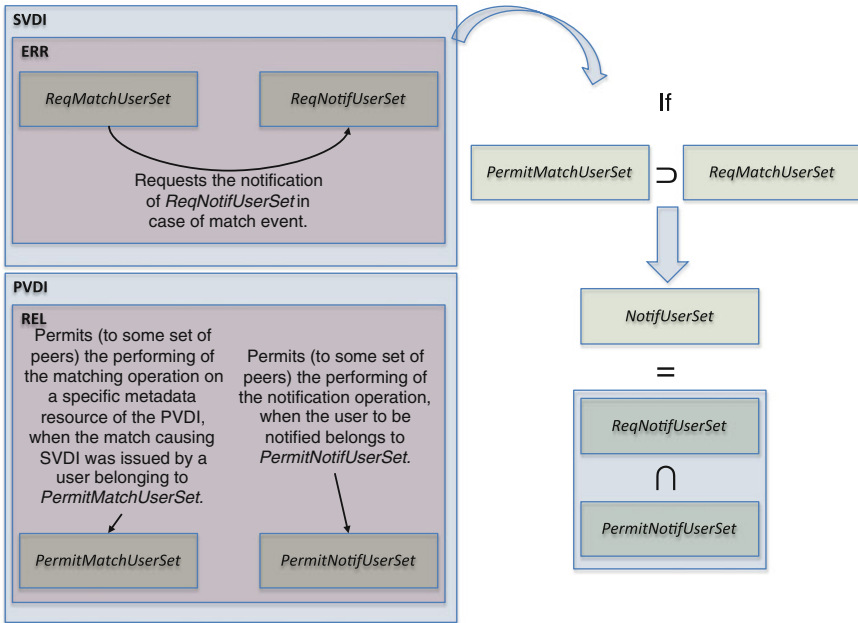 SVDI
ERR
ReqMatchUserSet
ReqNotifUserSet
Requests the notification
of ReqNotifUserSet in
case of match event.
PVDI
REL
Permits (to some set of
peers) the performing of
the matching operation on
a specific metadata
resource of the PVDI,
when the match causing
SVDI was issued by a
user belonging to
PermitMatchUserSet.
Permits (to some set of
peers) the performing of
the notification operation,
when the user to be
notified belongs to
PermitNotifUserSet.
PermitMatchUserSet
PermitNotifUserSet
If
PermitMatchUserSet ⊃ ReqMatchUserSet
NotifUserSet
=
ReqNotifUserSet
∩
PermitNotifUserSet